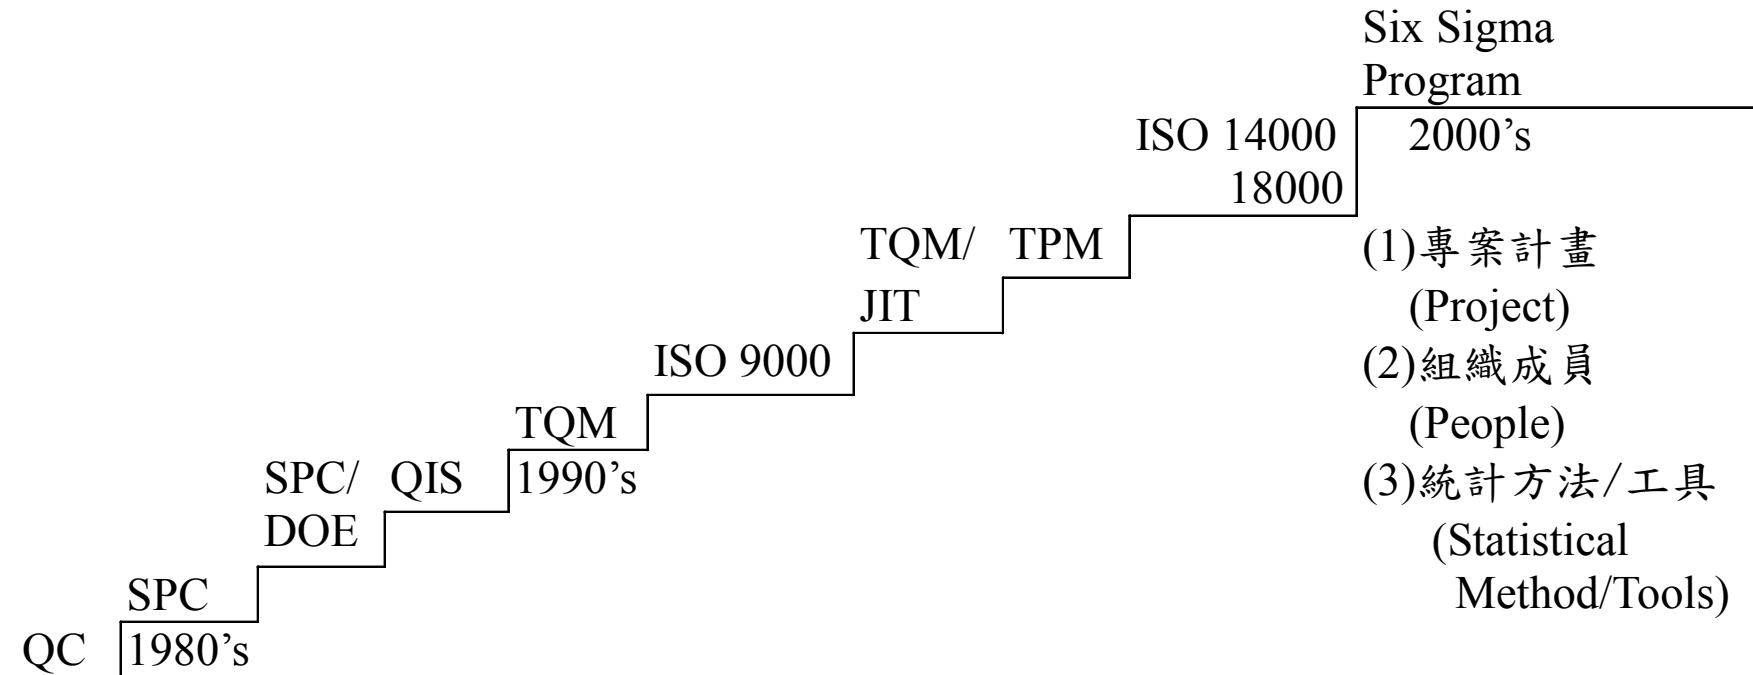 Six Sigma
Program
ISO 14000
2000’s
18000
TQM/
TPM
JIT
(1)專案計畫
(Project)
ISO 9000
(2)組織成員
(People)
TQM
SPC/
QIS
1990’s
(3)統計方法/工具
DOE
(Statistical
Method/Tools)
SPC
QC
1980’s